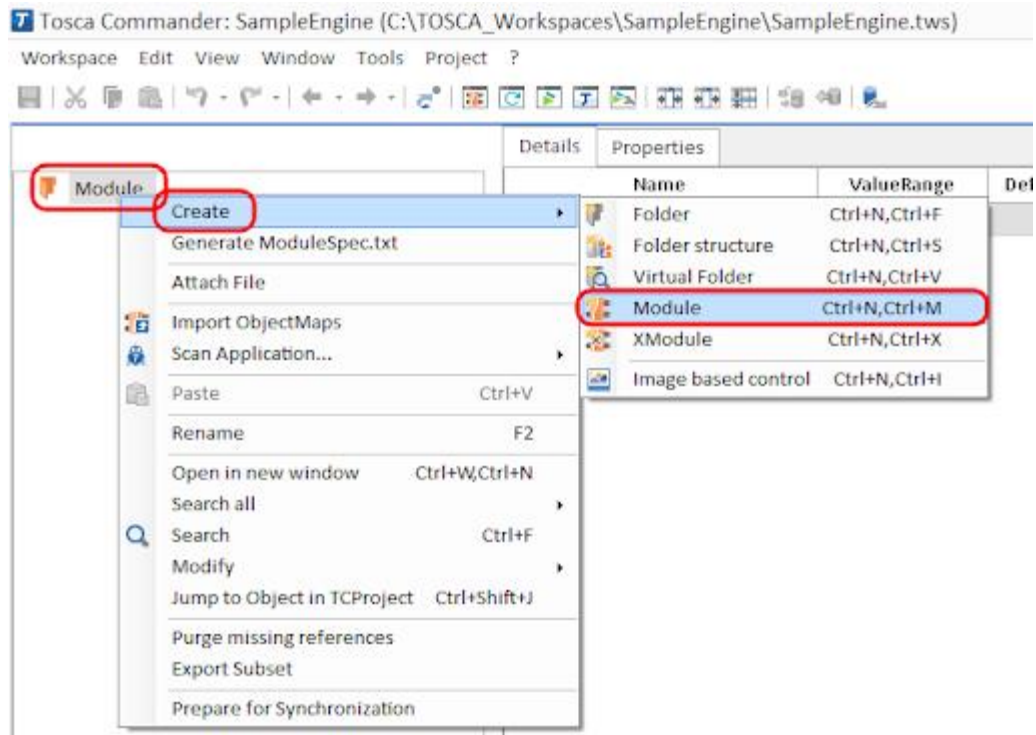 Tosca Commander: SampleEngine (C:\TOSCA_Workspaces\SampleEngine\SampleEngine.tws)
Workspace Edit View Window Tools Project ?
Details Properties
Name ValueRange Def
Module
Create
Generate ModuleSpec.txt
Attach File
Import ObjectMaps
Scan Application...
Paste Ctrl+V
Rename F2
Open in new window Ctrl+W,Ctrl+N
Search all
Search Ctrl+F
Modify
Jump to Object in TCProject Ctrl+Shift+J
Purge missing references
Export Subset
Prepare for Synchronization
Folder Ctrl+N,Ctrl+F
Folder structure Ctrl+N,Ctrl+S
Virtual Folder Ctrl+N,Ctrl+V
Module Ctrl+N,Ctrl+M
XModule Ctrl+N,Ctrl+X
Image based control Ctrl+N,Ctrl+I